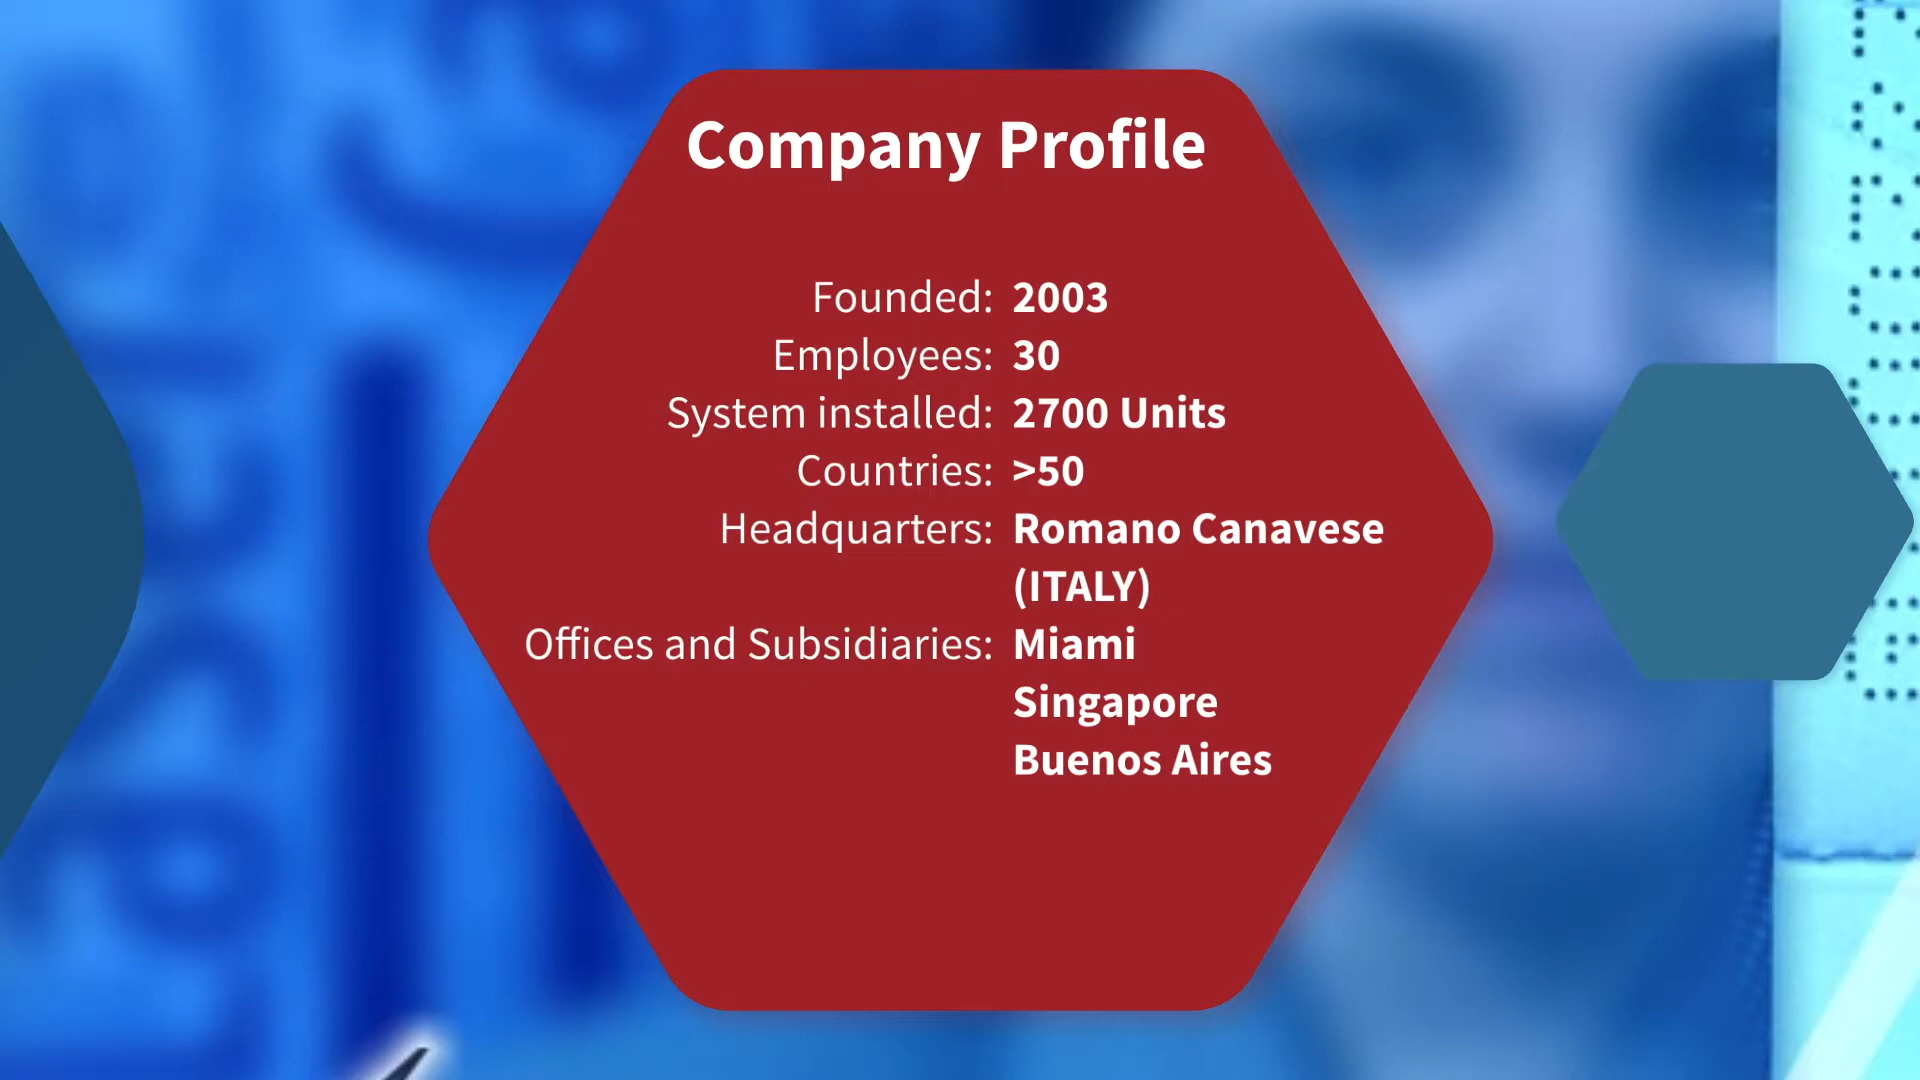 Company Profile
Founded: 2003
Employees: 30
System installed: 2700 Units
Countries: >50
Headquarters: Romano Canavese
(ITALY)
Offices and Subsidiaries: Miami
Singapore
Buenos Aires